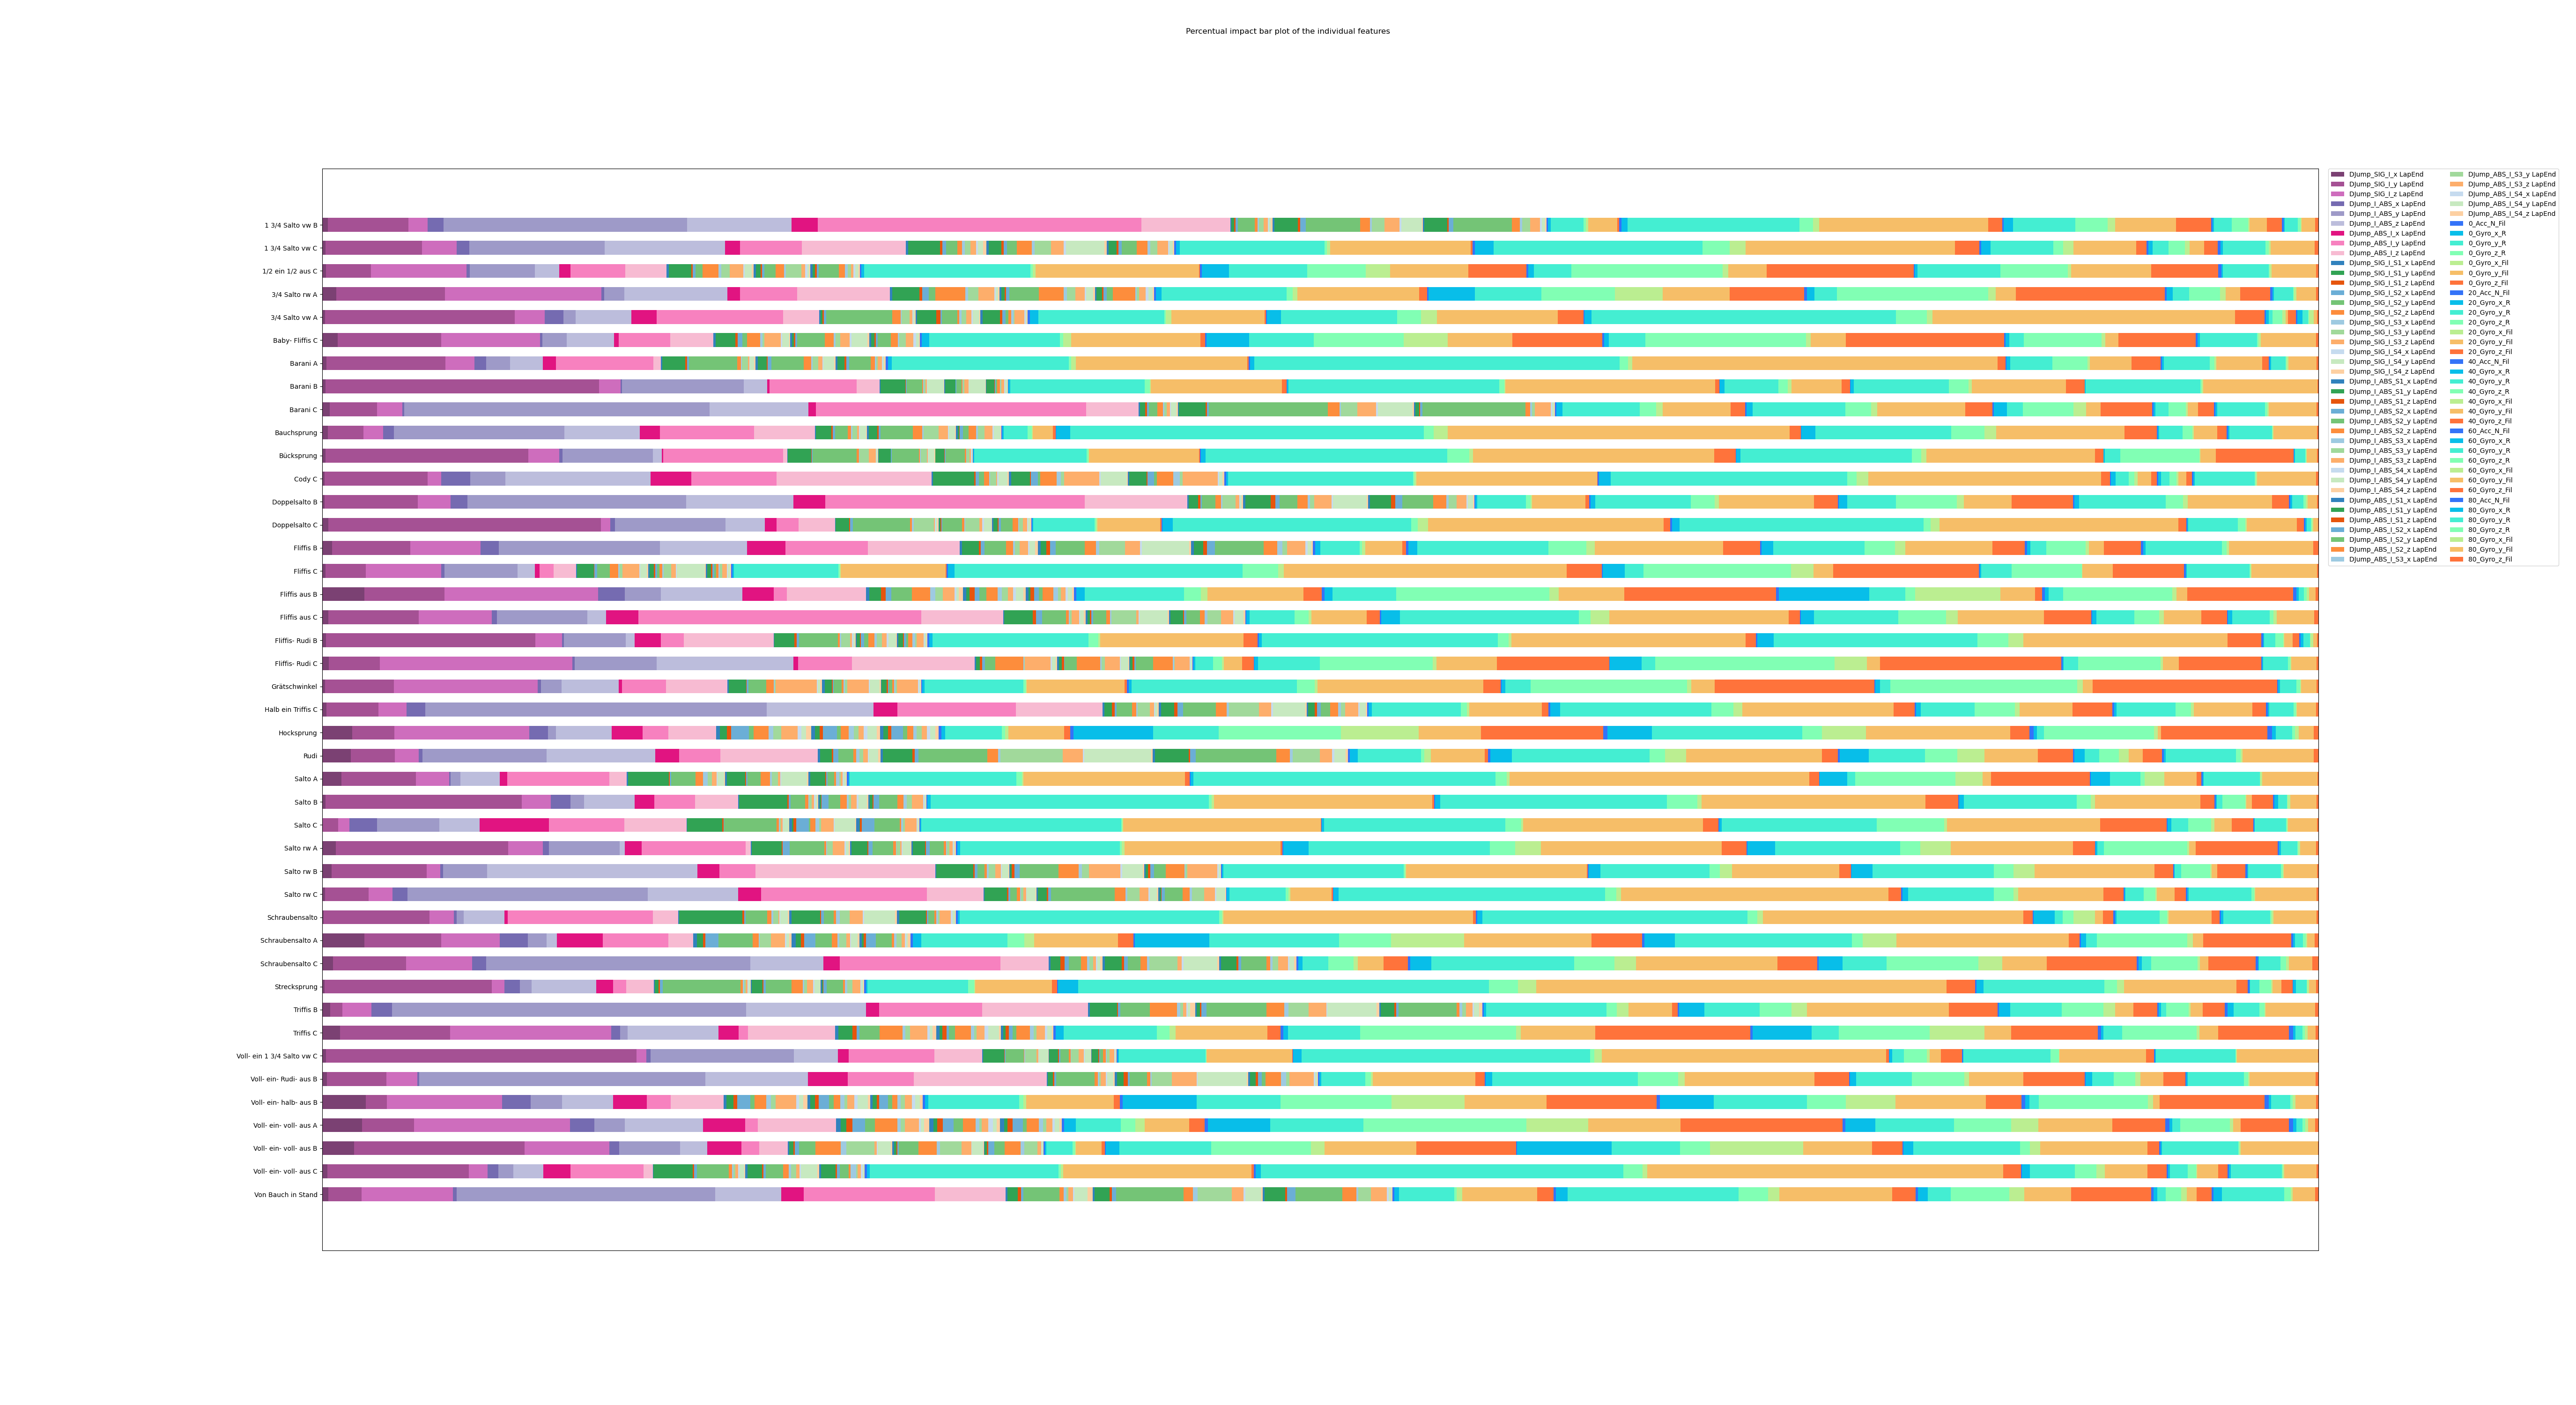 Percentual impact bar plot of the individual features
1 3/4 Salto vw B
1 3/4 Salto vw C
1/2 ein 1/2 aus C
3/4 Salto rw A
3/4 Salto vw A
Baby- Fliffis C
Barani A
Barani B
Barani C
Bauchsprung
Bücksprung
Cody C
Doppelsalto B
Doppelsalto C
Fliffis B
Fliffis C
Fliffis aus B
Fliffis aus C
Fliffis- Rudi B
Fliffis- Rudi C
Grätschwinkel
Halb ein Triffis C
Hocksprung
Rudi
Salto A
Salto B
Salto C
Salto rw A
Salto rw B
Salto rw C
Schraubensalto
Schraubensalto A
Schraubensalto C
Strecksprung
Triffis B
Triffis C
Voll- ein 1 3/4 Salto vw C
Voll- ein- Rudi- aus B
Voll- ein- halb- aus B
Voll- ein- voll- aus A
Voll- ein- voll- aus B
Voll- ein- voll- aus C
Von Bauch in Stand
DJump_SIG_I_x LapEnd
DJump_SIG_I_y LapEnd
DJump_SIG_I_z LapEnd
DJump_I_ABS_x LapEnd
DJump_I_ABS_y LapEnd
DJump_I_ABS_z LapEnd
DJump_ABS_I_x LapEnd
DJump_ABS_I_y LapEnd
DJump_ABS_I_z LapEnd
DJump_SIG_I_S1_x LapEnd
DJump_SIG_I_S1_y LapEnd
DJump_SIG_I_S1_z LapEnd
DJump_SIG_I_S2_x LapEnd
DJump_SIG_I_S2_y LapEnd
DJump_SIG_I_S2_z LapEnd
DJump_SIG_I_S3_x LapEnd
DJump_SIG_I_S3_y LapEnd
DJump_SIG_I_S3_z LapEnd
DJump_SIG_I_S4_x LapEnd
DJump_SIG_I_S4_y LapEnd
DJump_SIG_I_S4_z LapEnd
DJump_I_ABS_S1_x LapEnd
DJump_I_ABS_S1_y LapEnd
DJump_I_ABS_S1_z LapEnd
DJump_I_ABS_S2_x LapEnd
DJump_I_ABS_S2_y LapEnd
DJump_I_ABS_S2_z LapEnd
DJump_I_ABS_S3_x LapEnd
DJump_I_ABS_S3_y LapEnd
DJump_I_ABS_S3_z LapEnd
DJump_I_ABS_S4_x LapEnd
DJump_I_ABS_S4_y LapEnd
DJump_I_ABS_S4_z LapEnd
DJump_ABS_I_S1_x LapEnd
DJump_ABS_I_S1_y LapEnd
DJump_ABS_I_S1_z LapEnd
DJump_ABS_I_S2_x LapEnd
DJump_ABS_I_S2_y LapEnd
DJump_ABS_I_S2_z LapEnd
DJump_ABS_I_S3_x LapEnd
DJump_ABS_I_S3_y LapEnd
DJump_ABS_I_S3_z LapEnd
DJump_ABS_I_S4_x LapEnd
DJump_ABS_I_S4_y LapEnd
DJump_ABS_I_S4_z LapEnd
0_Acc_N_Fil
0_Gyro_x_R
0_Gyro_y_R
0_Gyro_z_R
0_Gyro_x_Fil
0_Gyro_y_Fil
0_Gyro_z_Fil
20_Acc_N_Fil
20_Gyro_x_R
20_Gyro_y_R
20_Gyro_z_R
20_Gyro_x_Fil
20_Gyro_y_Fil
20_Gyro_z_Fil
40_Acc_N_Fil
40_Gyro_x_R
40_Gyro_y_R
40_Gyro_z_R
40_Gyro_x_Fil
40_Gyro_y_Fil
40_Gyro_z_Fil
60_Acc_N_Fil
60_Gyro_x_R
60_Gyro_y_R
60_Gyro_z_R
60_Gyro_x_Fil
60_Gyro_y_Fil
60_Gyro_z_Fil
80_Acc_N_Fil
80_Gyro_x_R
80_Gyro_y_R
80_Gyro_z_R
80_Gyro_x_Fil
80_Gyro_y_Fil
80_Gyro_z_Fil